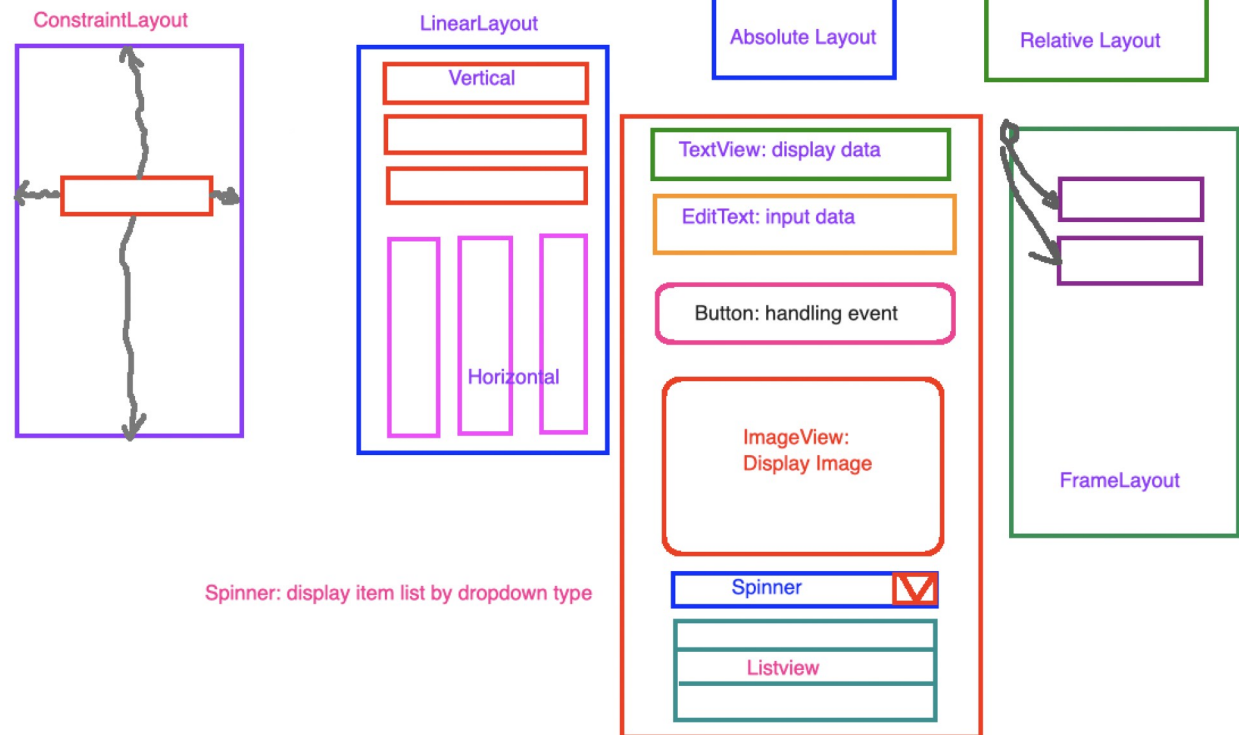 ConstraintLayout
LinearLayout
Absolute Layout
Relative Layout
Vertical
Horizontal
TextView: display data
EditText: input data
Button: handling event
ImageView:
Display Image
Spinner
Listview
FrameLayout
Spinner: display item list by dropdown type